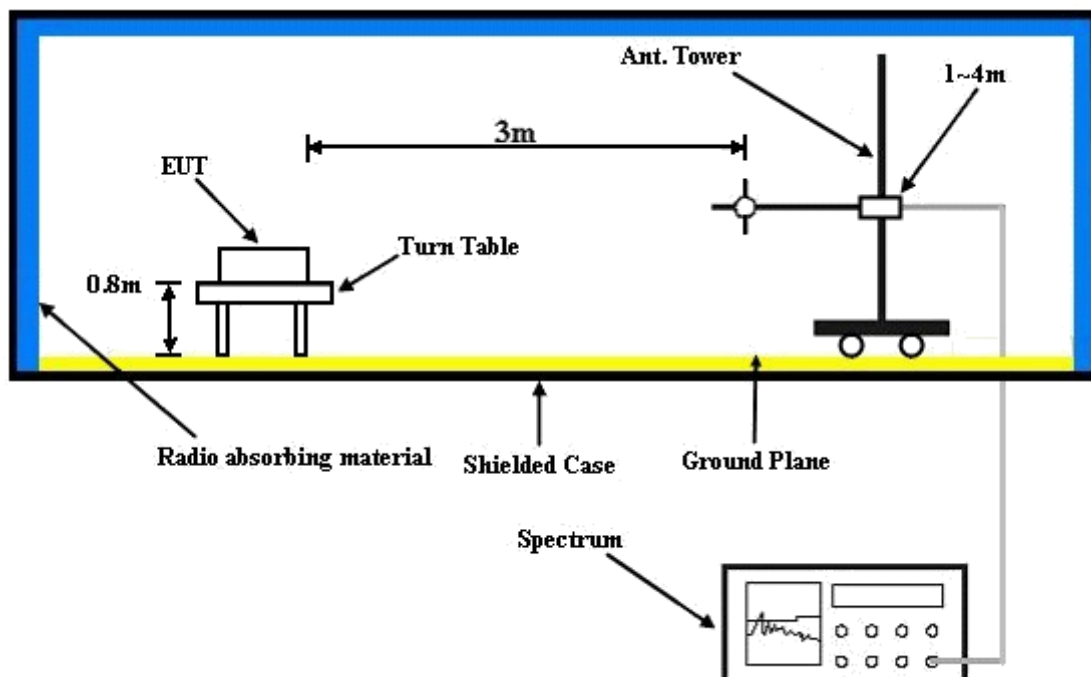 Ant. Tower
1~4m
3m
EUT
Turn Table
0.8m
Radio absorbing material
Shielded Case
Ground Plane
Spectrum